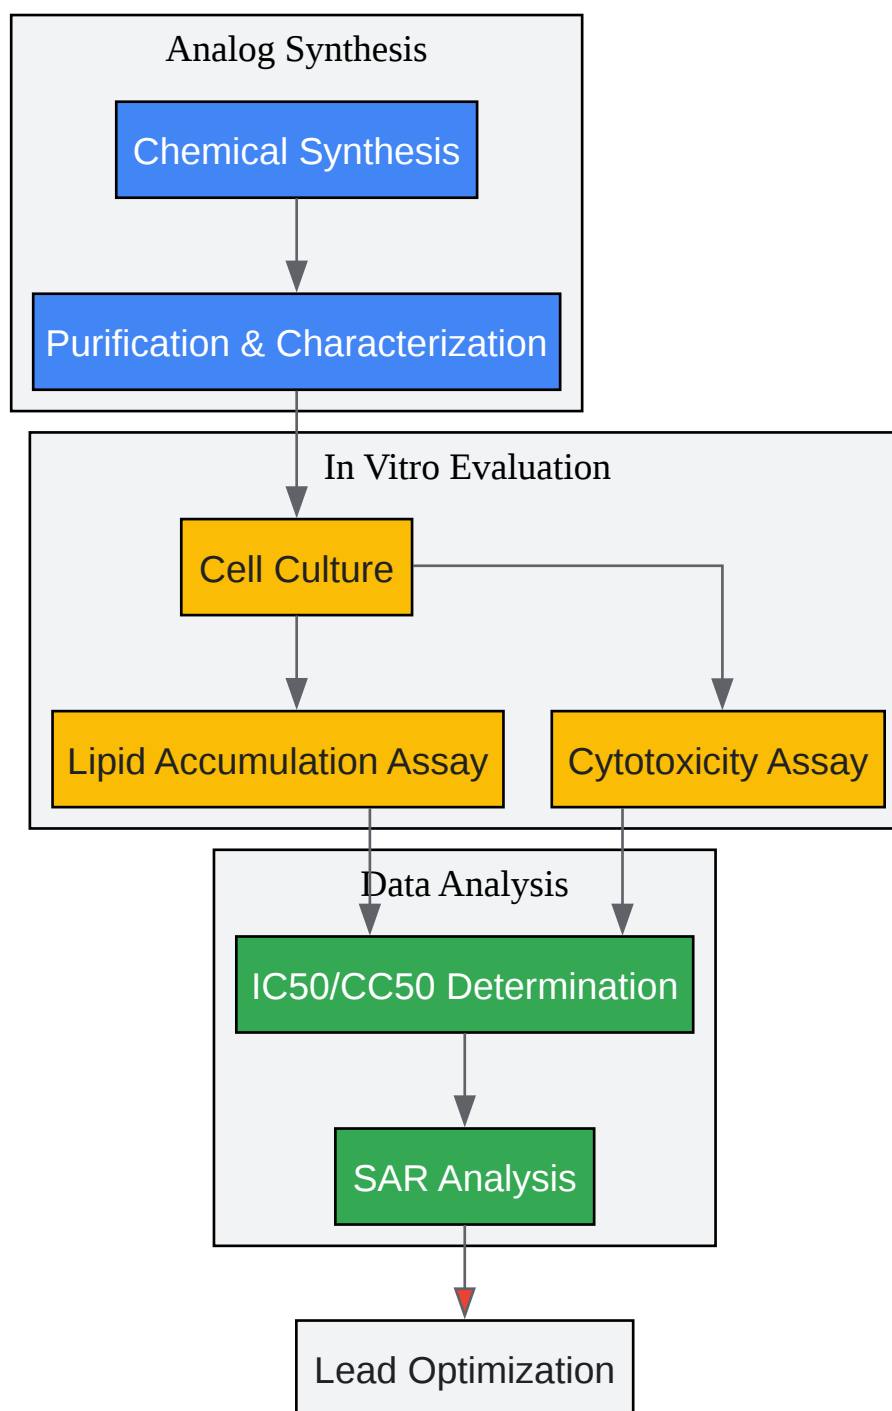 Analog Synthesis
Chemical Synthesis
Purification & Characterization
In Vitro Evaluation
Cell Culture
Lipid Accumulation Assay
Cytotoxicity Assay
Data Analysis
IC50/CC50 Determination
SAR Analysis
Lead Optimization